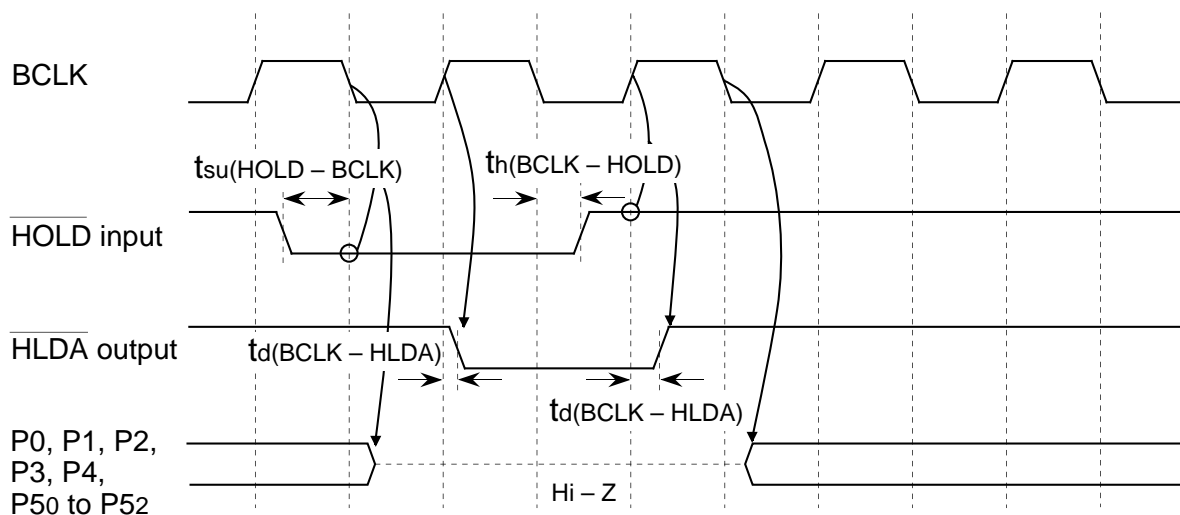 BCLK
tsu(HOLD – BCLK)
th(BCLK – HOLD)
HOLD input
HLDA output
td(BCLK – HLDA)
td(BCLK – HLDA)
P0, P1, P2,
P3, P4,
P50 to P52
Hi – Z